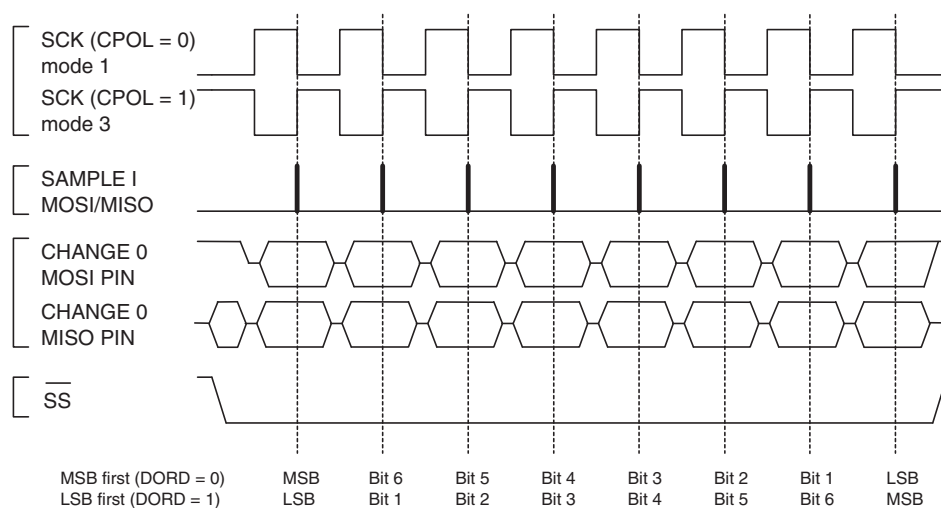 SCK (CPOL = 0)
mode 1
SCK (CPOL = 1)
mode 3
SAMPLE I
MOSI/MISO
CHANGE 0
MOSI PIN
CHANGE 0
MISO PIN
SS
MSB first (DORD = 0) MSB Bit 6 Bit 5 Bit 4 Bit 3 Bit 2 Bit 1 LSB
LSB first (DORD = 1) LSB Bit 1 Bit 2 Bit 3 Bit 4 Bit 5 Bit 6 MSB